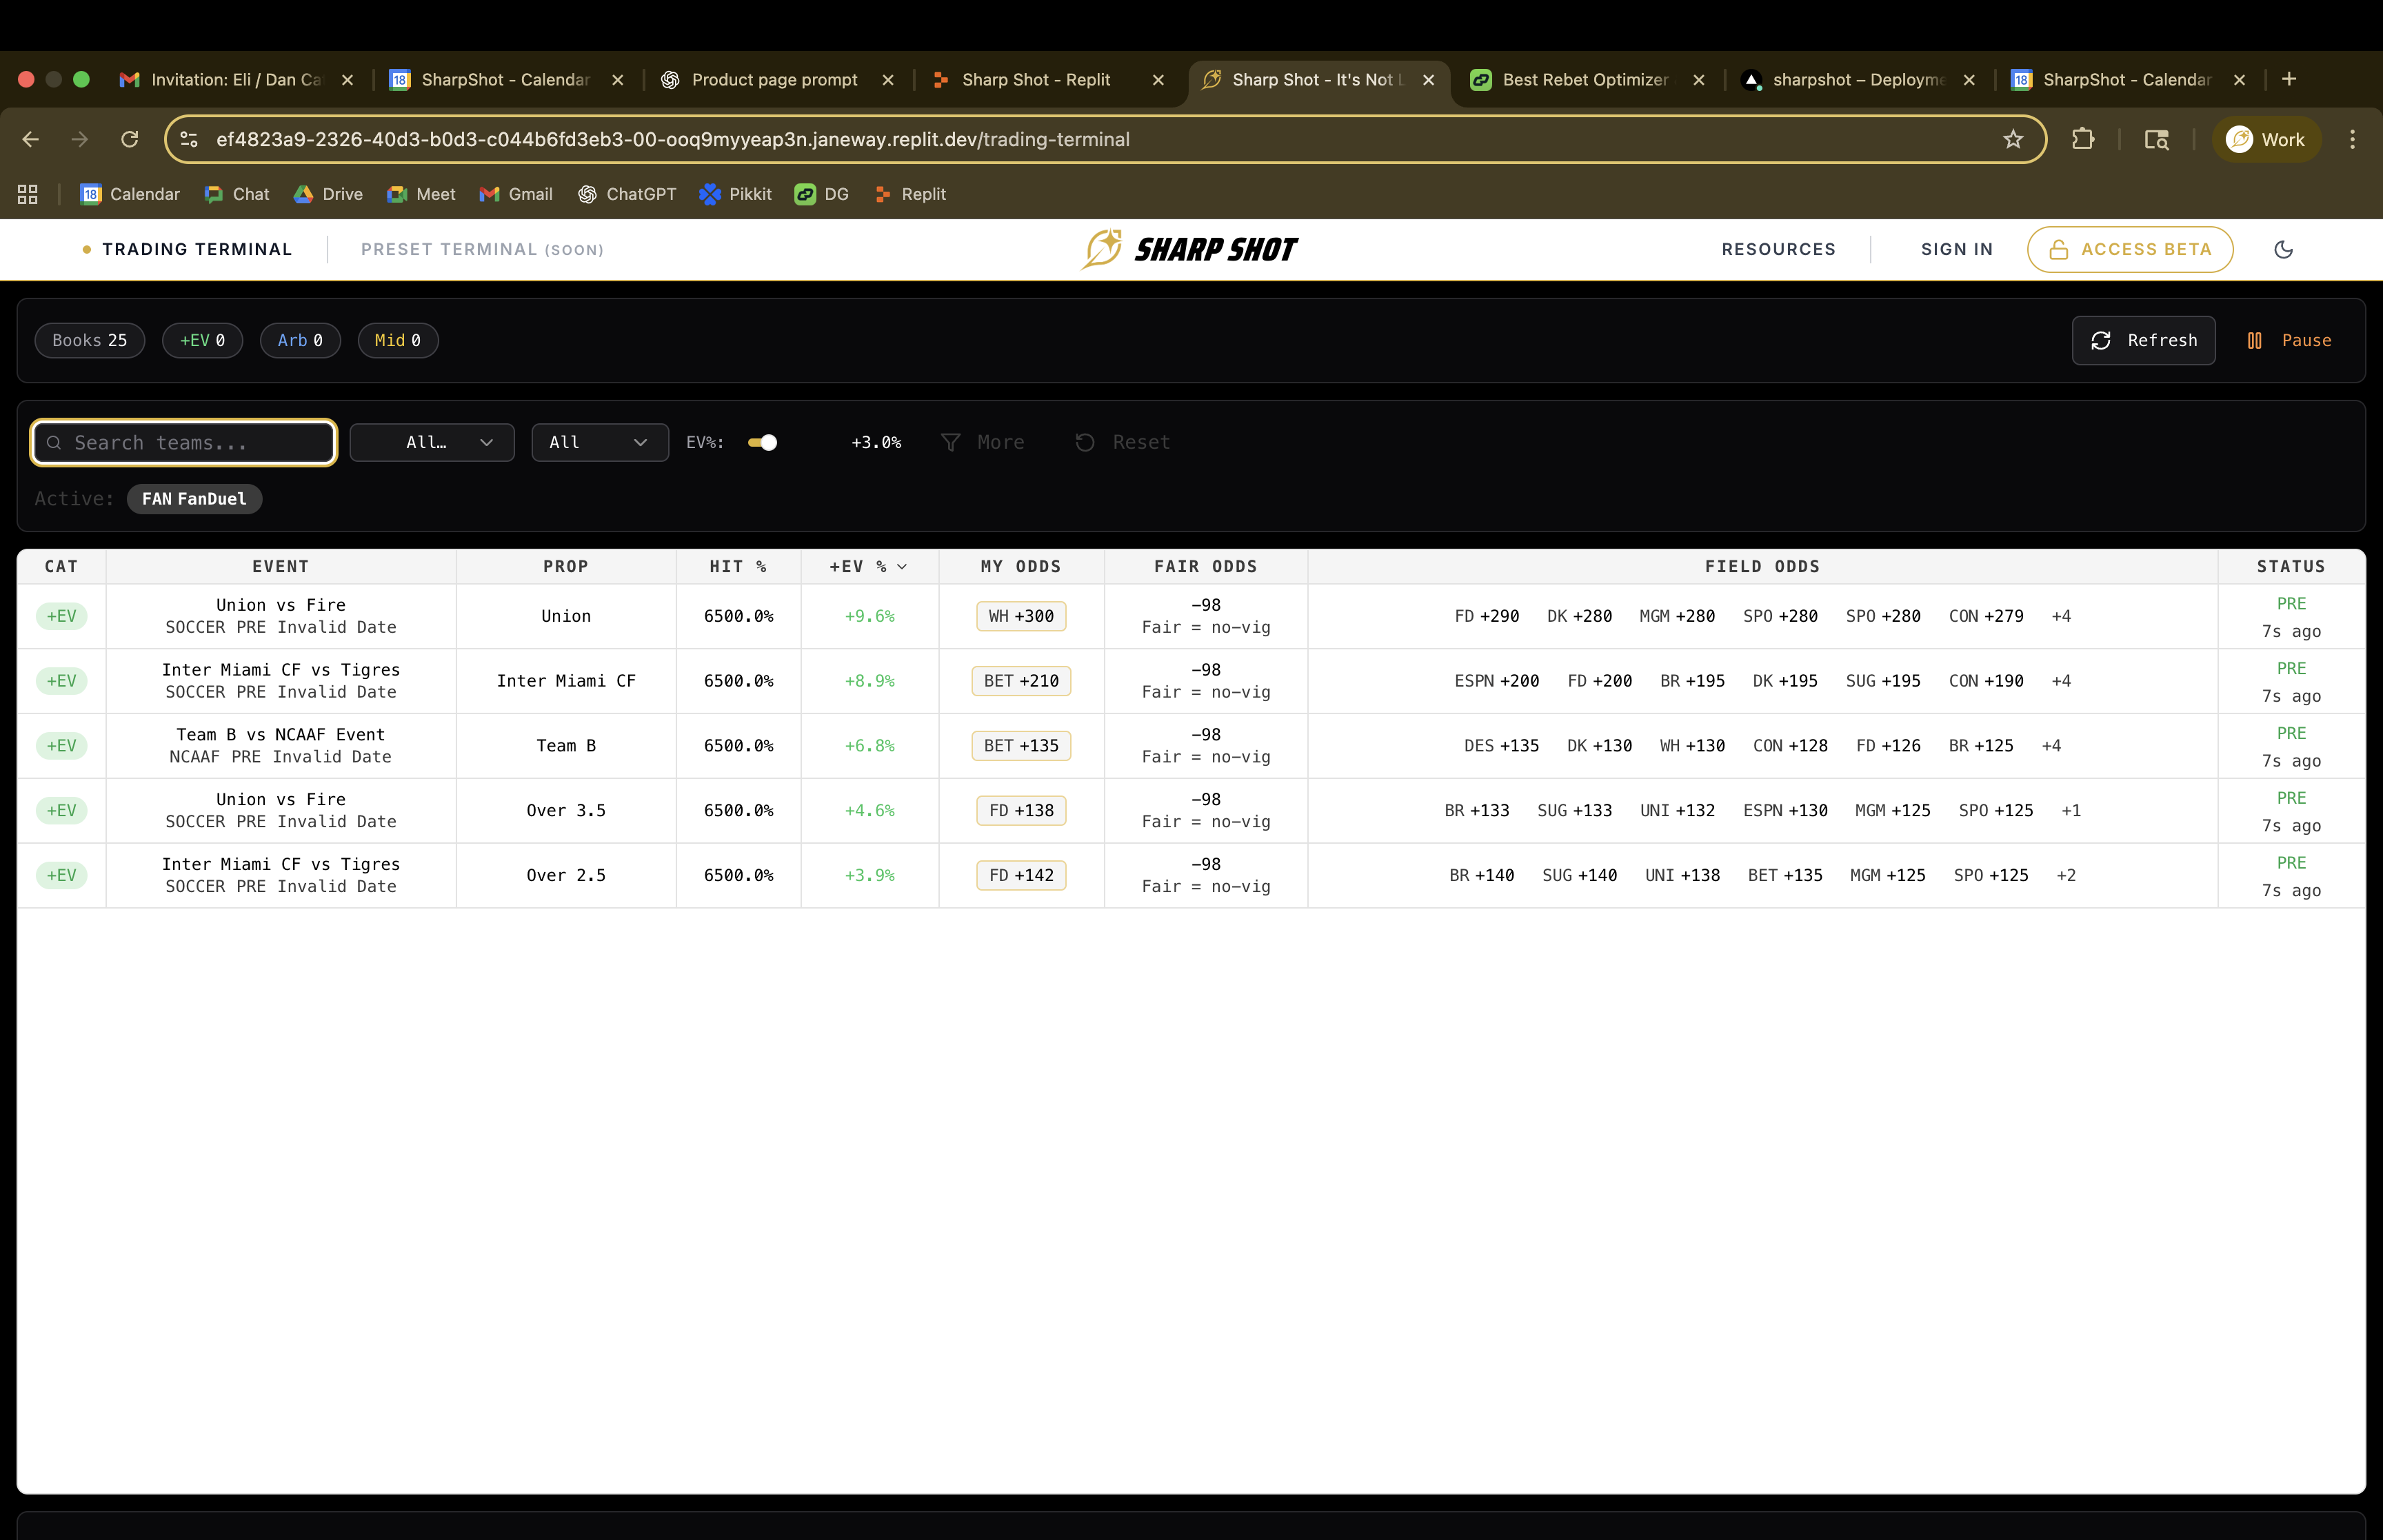 Invitation: Eli / Dan Ca
SharpShot - Calendar
Product page prompt
Sharp Shot - Replit
Sharp Shot - It's Not L
Best Rebet Optimizer
sharpshot – Deployme
SharpShot - Calendar
ef4823a9-2326-40d3-b0d3-c044b6fd3eb3-00-ooq9myyeap3n.janeway.replit.dev/trading-terminal
Work
Calendar Chat Drive Meet Gmail ChatGPT Pikkit DG Replit
TRADING TERMINAL PRESET TERMINAL (SOON) SHARP SHOT RESOURCES SIGN IN ACCESS BETA
Books 25 +EV 0 Arb 0 Mid 0 Refresh Pause
Search teams... All… All EV%: +3.0% More Reset
Active: FAN FanDuel
CAT EVENT PROP HIT % +EV % MY ODDS FAIR ODDS FIELD ODDS STATUS
+EV Union vs Fire Union 6500.0% +9.6% WH +300 −98 FD +290 DK +280 MGM +280 SPO +280 SPO +280 CON +279 +4 PRE
SOCCER PRE Invalid Date Fair = no-vig 7s ago
+EV Inter Miami CF vs Tigres Inter Miami CF 6500.0% +8.9% BET +210 −98 ESPN +200 FD +200 BR +195 DK +195 SUG +195 CON +190 +4 PRE
SOCCER PRE Invalid Date Fair = no-vig 7s ago
+EV Team B vs NCAAF Event Team B 6500.0% +6.8% BET +135 −98 DES +135 DK +130 WH +130 CON +128 FD +126 BR +125 +4 PRE
NCAAF PRE Invalid Date Fair = no-vig 7s ago
+EV Union vs Fire Over 3.5 6500.0% +4.6% FD +138 −98 BR +133 SUG +133 UNI +132 ESPN +130 MGM +125 SPO +125 +1 PRE
SOCCER PRE Invalid Date Fair = no-vig 7s ago
+EV Inter Miami CF vs Tigres Over 2.5 6500.0% +3.9% FD +142 −98 BR +140 SUG +140 UNI +138 BET +135 MGM +125 SPO +125 +2 PRE
SOCCER PRE Invalid Date Fair = no-vig 7s ago